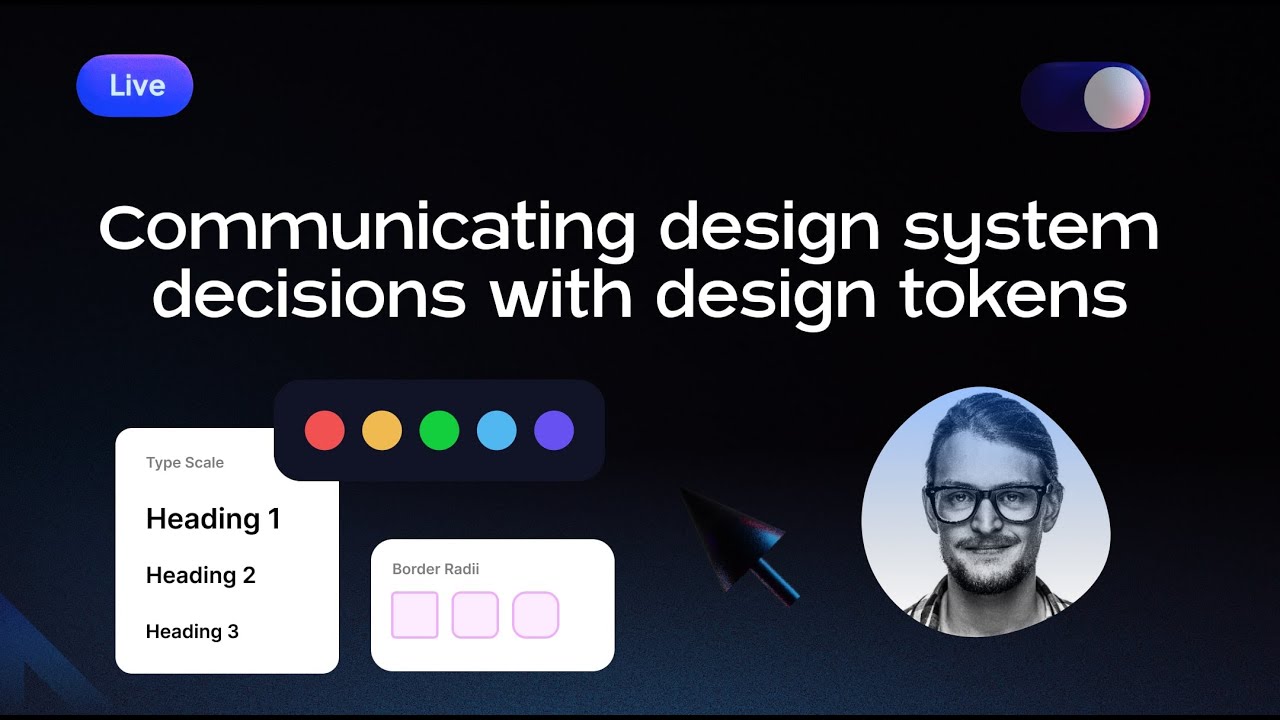 Live
Communicating design system
decisions with design tokens
Type Scale
Heading 1
Heading 2
Heading 3
Border Radii